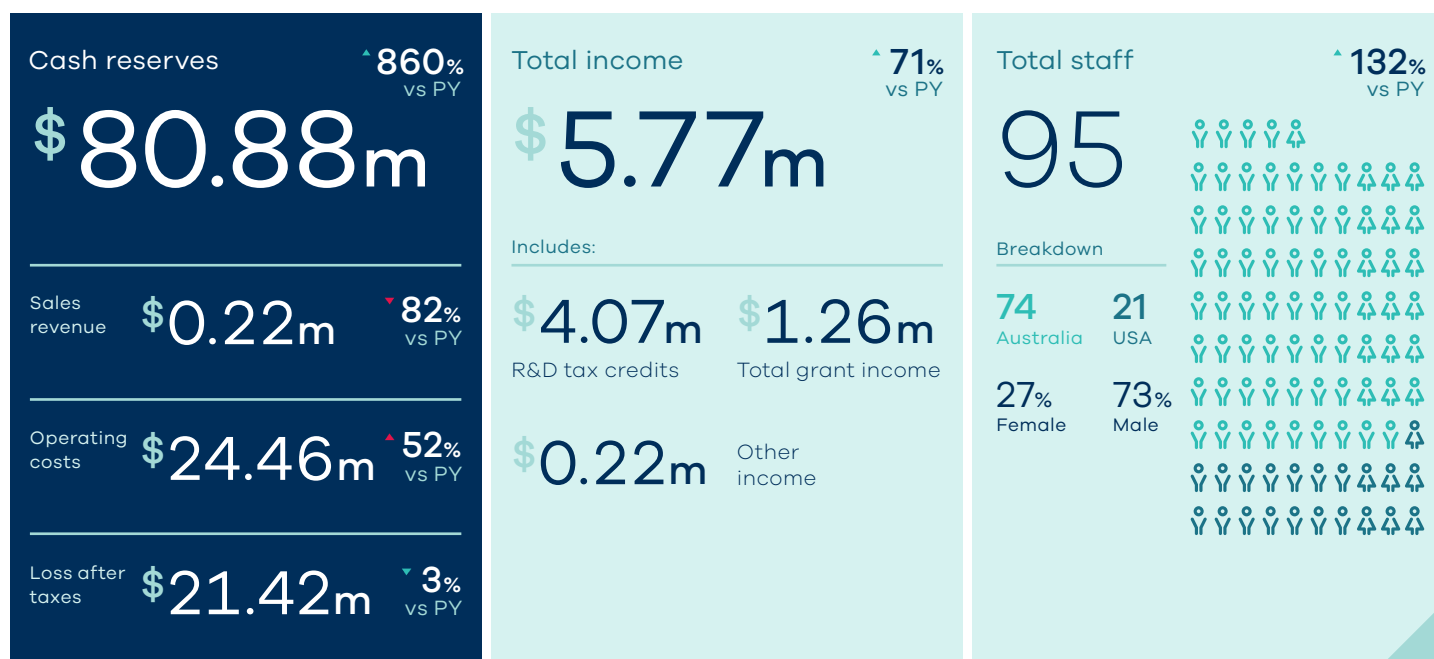 Cash reserves
860%
vs PY
$80.88m
Sales
revenue
$0.22m
82%
vs PY
Operating
costs
$24.46m
52%
vs PY
Loss after
taxes
$21.42m
3%
vs PY
Total income
71%
vs PY
$5.77m
Includes:
$4.07m
R&D tax credits
$1.26m
Total grant income
$0.22m
Other
income
Total staff
132%
vs PY
95
Breakdown
74
Australia
21
USA
27%
Female
73%
Male